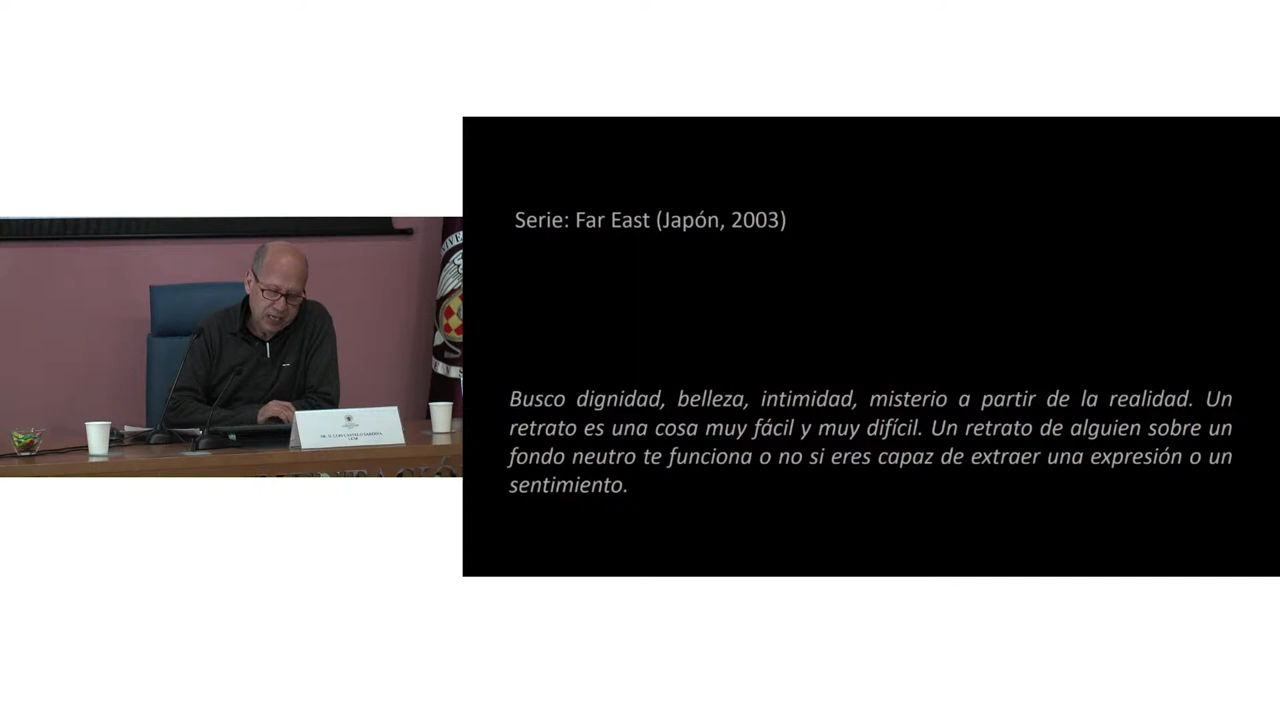 Serie: Far East (Japón, 2003)
Busco dignidad, belleza, intimidad, misterio a partir de la realidad. Un
retrato es una cosa muy fácil y muy difícil. Un retrato de alguien sobre un
fondo neutro te funciona o no si eres capaz de extraer una expresión o un
sentimiento.